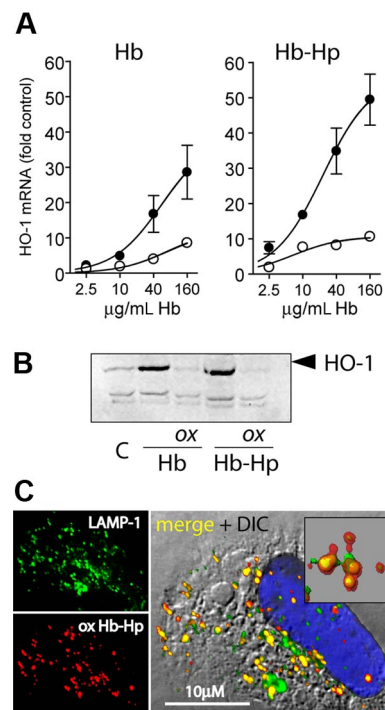 A
Hb
Hb-Hp
HO-1 mRNA (fold control)
60
50
40
30
20
10
0
2.5 10 40 160
µg/mL Hb
60
50
40
30
20
10
0
2.5 10 40 160
µg/mL Hb
B
HO-1
C
ox
ox
Hb
Hb-Hp
C
LAMP-1
ox Hb-Hp
merge + DIC
10µM